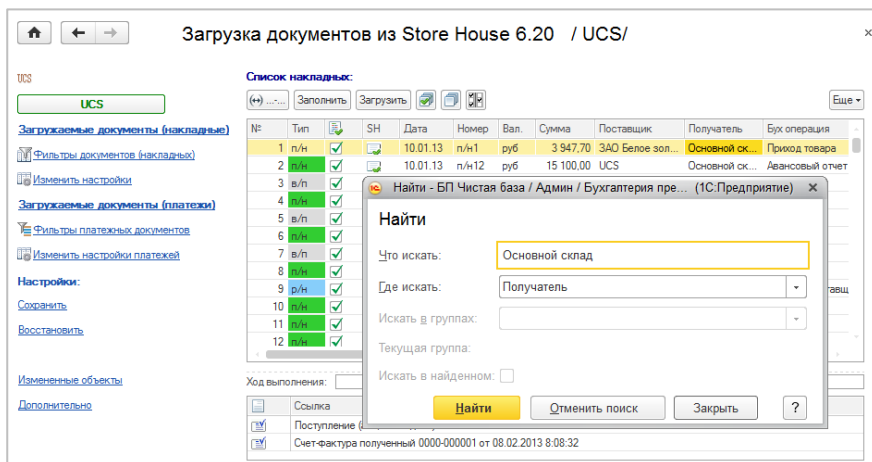 Загрузка документов из Store House 6.20 / UCS/
UCS
UCS
Загружаемые документы (накладные)
Фильтры документов (накладных)
Изменить настройки
Загружаемые документы (платежи)
Фильтры платежных документов
Изменить настройки платежей
Настройки:
Сохранить
Восстановить
Измененные объекты
Дополнительно
Список накладных:
...-... Заполнить Загрузить Еще
№ Тип SH Дата Номер Вал. Сумма Поставщик Получатель Бух операция
1 п/н 10.01.13 п/н1 руб 3 947,70 ЗАО Белое зол... Основной ск... Приход товара
2 п/н 10.01.13 п/н12 руб 15 100,00 UCS Основной ск... Авансовый отчет
3 в/п
4 п/н
5 в/п
6 п/н
7 в/п
8 п/н
9 р/н
10 п/н
11 п/н
12 п/н
Найти - БП Чистая база / Админ / Бухгалтерия пре... (1С:Предприятие)
Найти
Что искать: Основной склад
Где искать: Получатель
Искать в группах:
Текущая группа:
Искать в найденном:
Найти Отменить поиск Закрыть ?
Ход выполнения:
Ссылка
Поступление
Счет-фактура полученный 0000-000001 от 08.02.2013 8:08:32